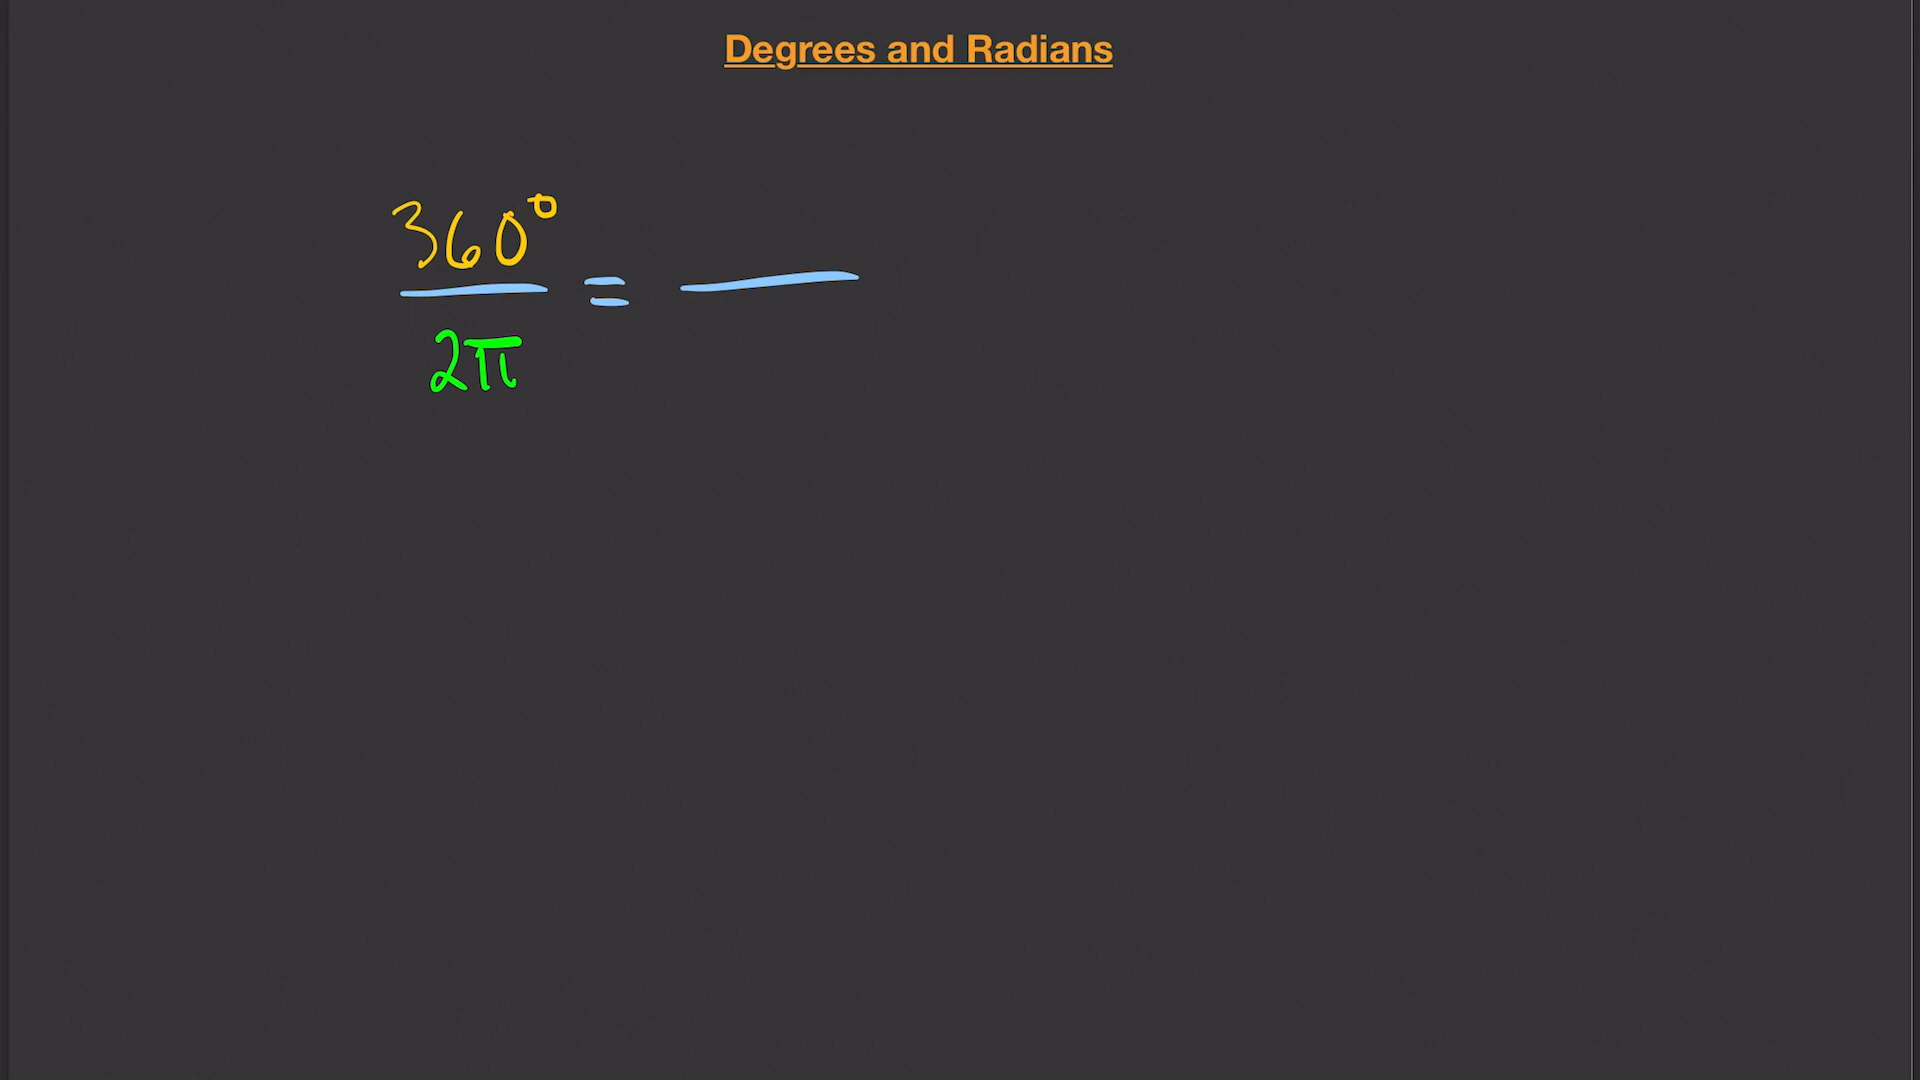 Degrees and Radians
360°
=
2π